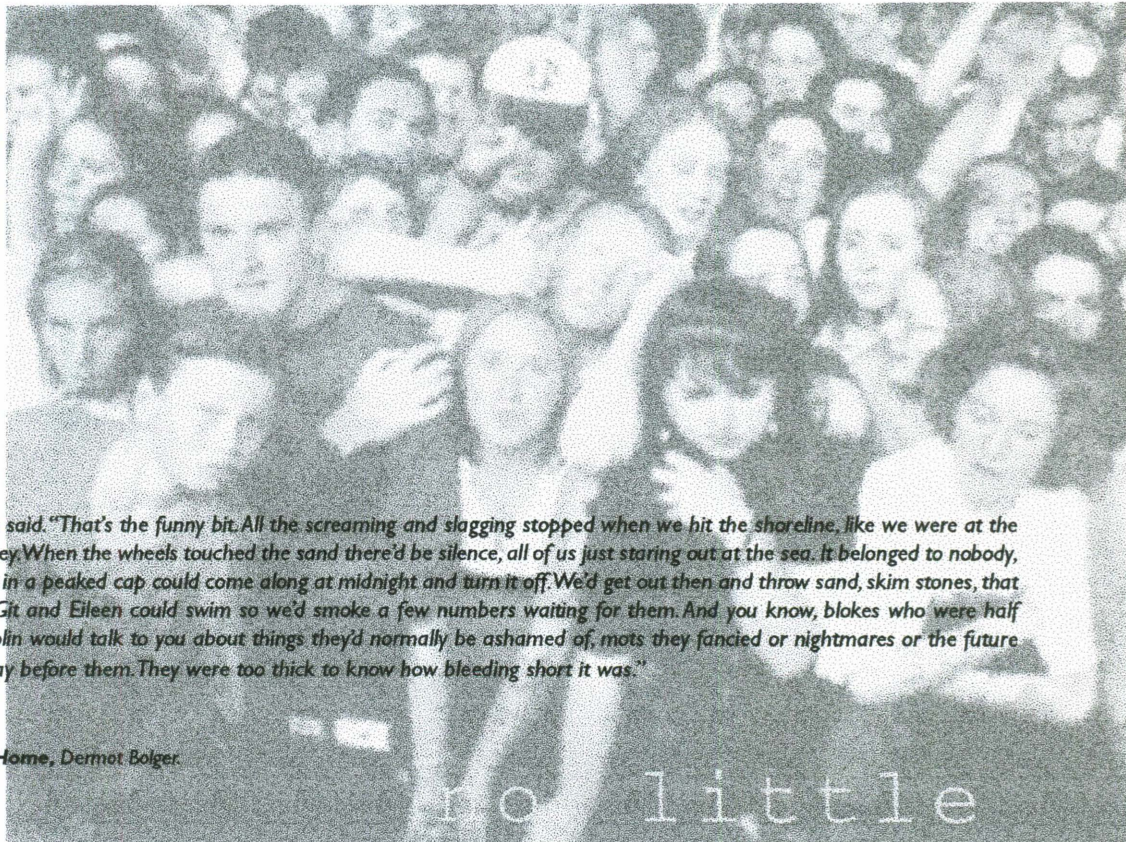 said. “That’s the funny bit. All the screaming and slagging stopped when we hit the shoreline, like we were at the
ey. When the wheels touched the sand there’d be silence, all of us just staring out at the sea. It belonged to nobody,
in a peaked cap could come along at midnight and turn it off. We’d get out then and throw sand, skim stones, that
Git and Eileen could swim so we’d smoke a few numbers waiting for them. And you know, blokes who were half
olin would talk to you about things they’d normally be ashamed of, mots they fancied or nightmares or the future
ay before them. They were too thick to know how bleeding short it was.”
Home, Dermot Bolger.
no little